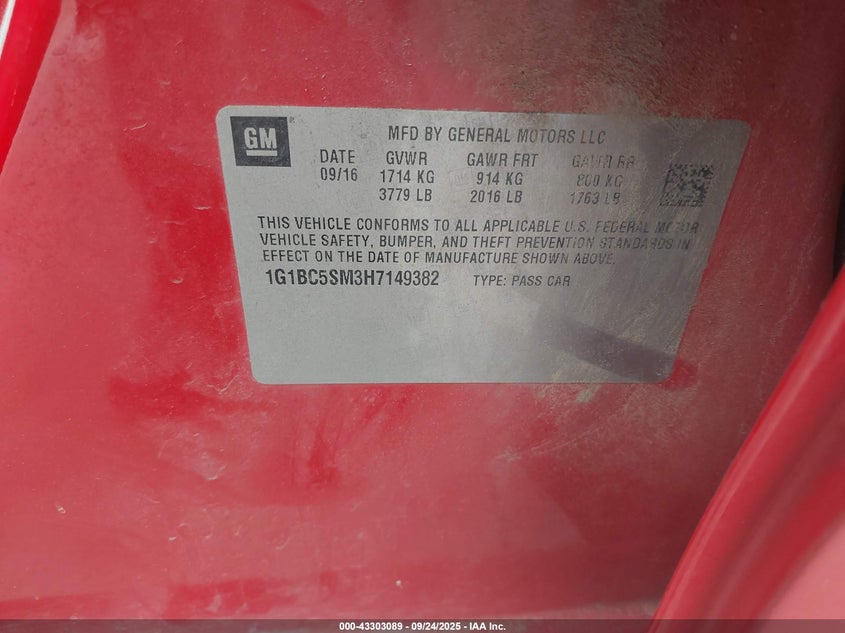 GM
MFD BY GENERAL MOTORS LLC
DATE GVWR GAWR FRT GAWR RR
09/16 1714 KG 914 KG 800 KG
3779 LB 2016 LB 1763 LB
THIS VEHICLE CONFORMS TO ALL APPLICABLE U.S. FEDERAL MOTOR
VEHICLE SAFETY, BUMPER, AND THEFT PREVENTION STANDARDS IN
EFFECT ON THE DATE OF MANUFACTURE SHOWN ABOVE.
1G1BC5SM3H7149382 TYPE: PASS CAR
000-43303089 - 09/24/2025 - IAA Inc.